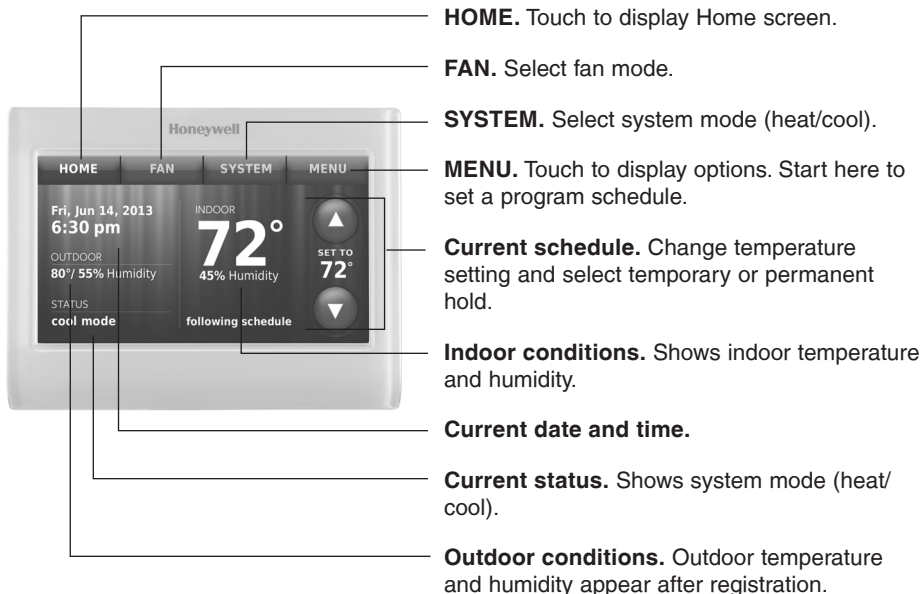 HOME. Touch to display Home screen.
FAN. Select fan mode.
SYSTEM. Select system mode (heat/cool).
MENU. Touch to display options. Start here to
set a program schedule.
Current schedule. Change temperature
setting and select temporary or permanent
hold.
Indoor conditions. Shows indoor temperature
and humidity.
Current date and time.
Current status. Shows system mode (heat/
cool).
Outdoor conditions. Outdoor temperature
and humidity appear after registration.
Honeywell
HOME FAN SYSTEM MENU
Fri, Jun 14, 2013
6:30 pm
OUTDOOR
80°/ 55% Humidity
STATUS
cool mode
INDOOR
72°
45% Humidity
following schedule
SET TO
72°